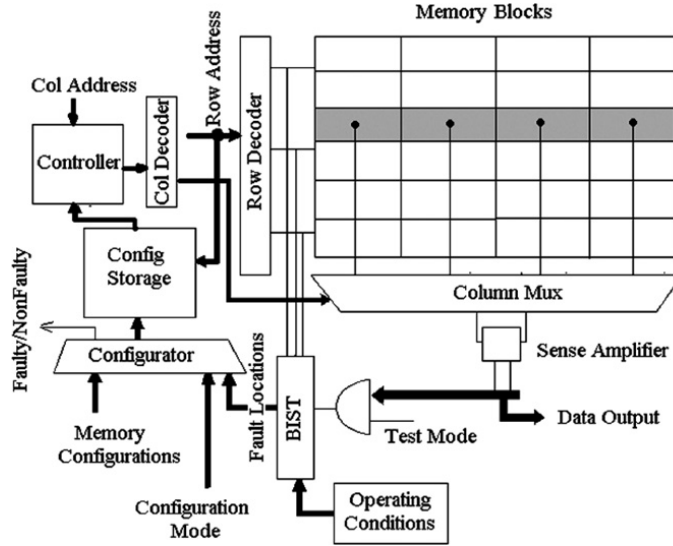 Memory Blocks
Col Address
Row Address
Controller
Col Decoder
Row Decoder
Config
Storage
Column Mux
Faulty/NonFaulty
Configurator
Sense Amplifier
Fault Locations
BIST
Memory
Configurations
Test Mode
Data Output
Configuration
Mode
Operating
Conditions